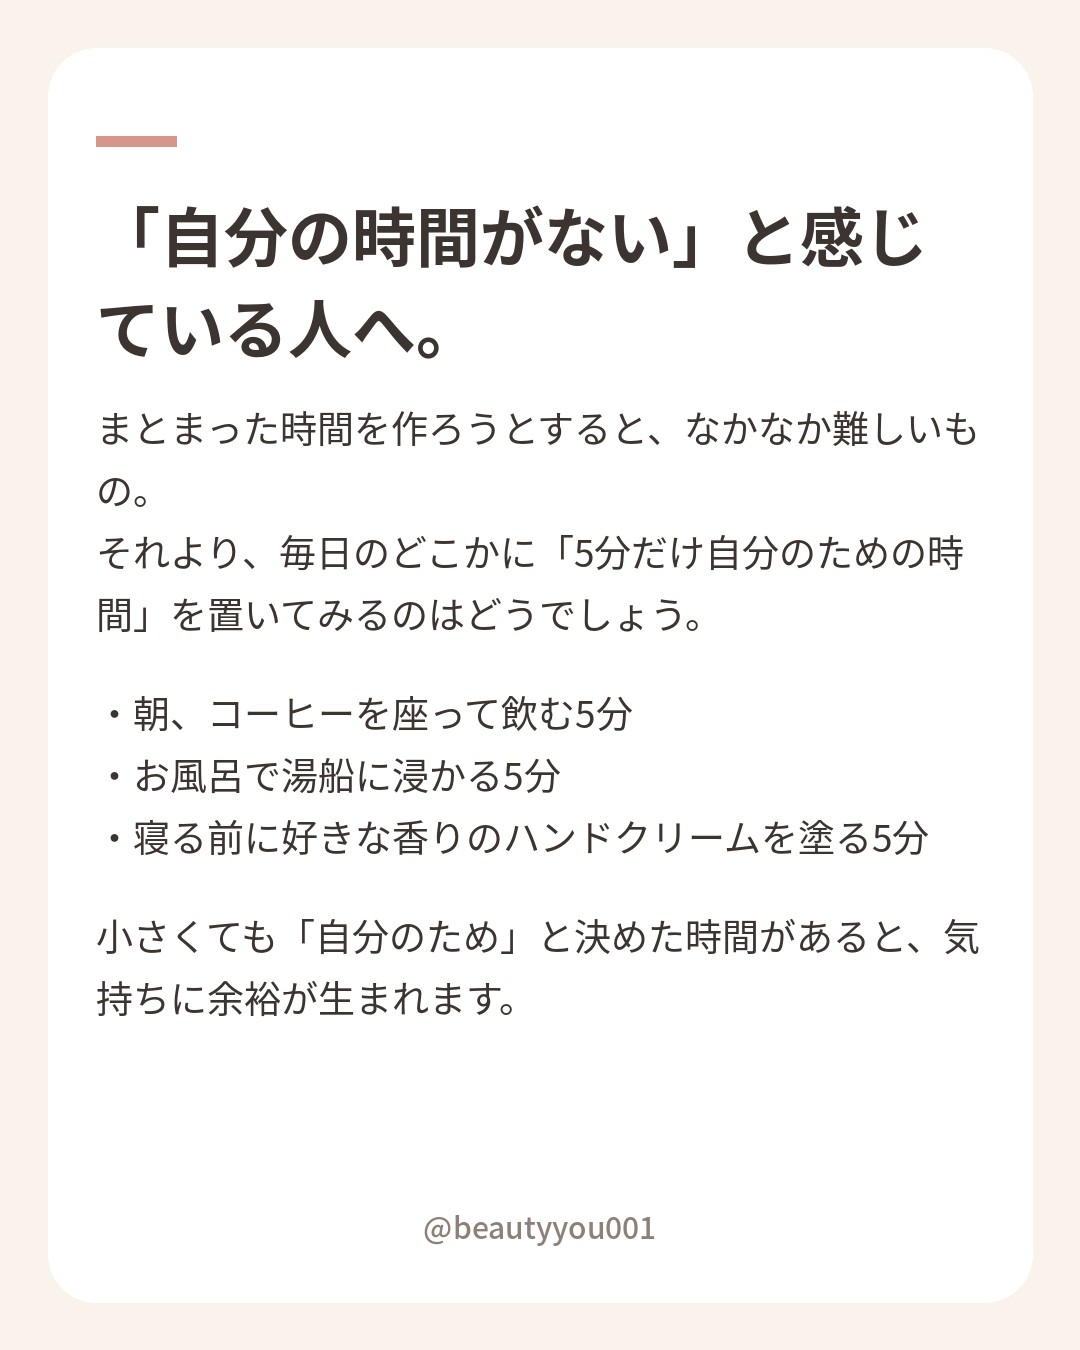 「自分の時間がない」と感じ
ている人へ。
まとまった時間を作ろうとすると、なかなか難しいも
の。
それより、毎日のどこかに「5分だけ自分のための時
間」を置いてみるのはどうでしょう。
・朝、コーヒーを座って飲む5分
・お風呂で湯船に浸かる5分
・寝る前に好きな香りのハンドクリームを塗る5分
小さくても「自分のため」と決めた時間があると、気
持ちに余裕が生まれます。
@beautyyou001